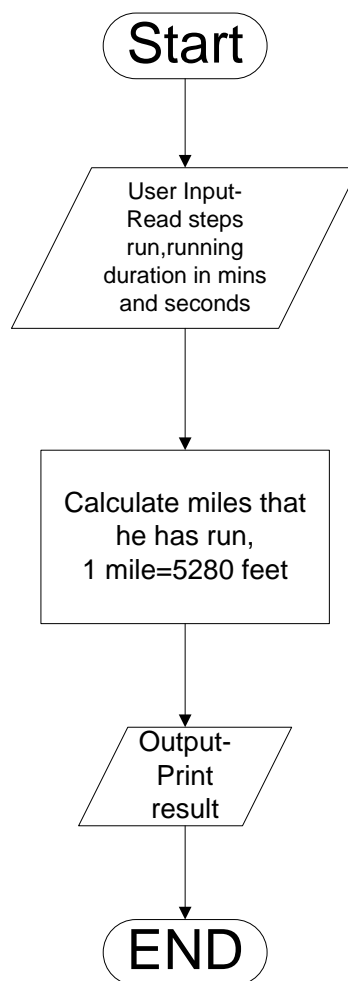 Start
User Input-
Read steps
run,running
duration in mins
and seconds
Calculate miles that
he has run,
1 mile=5280 feet
Output-
Print
result
END